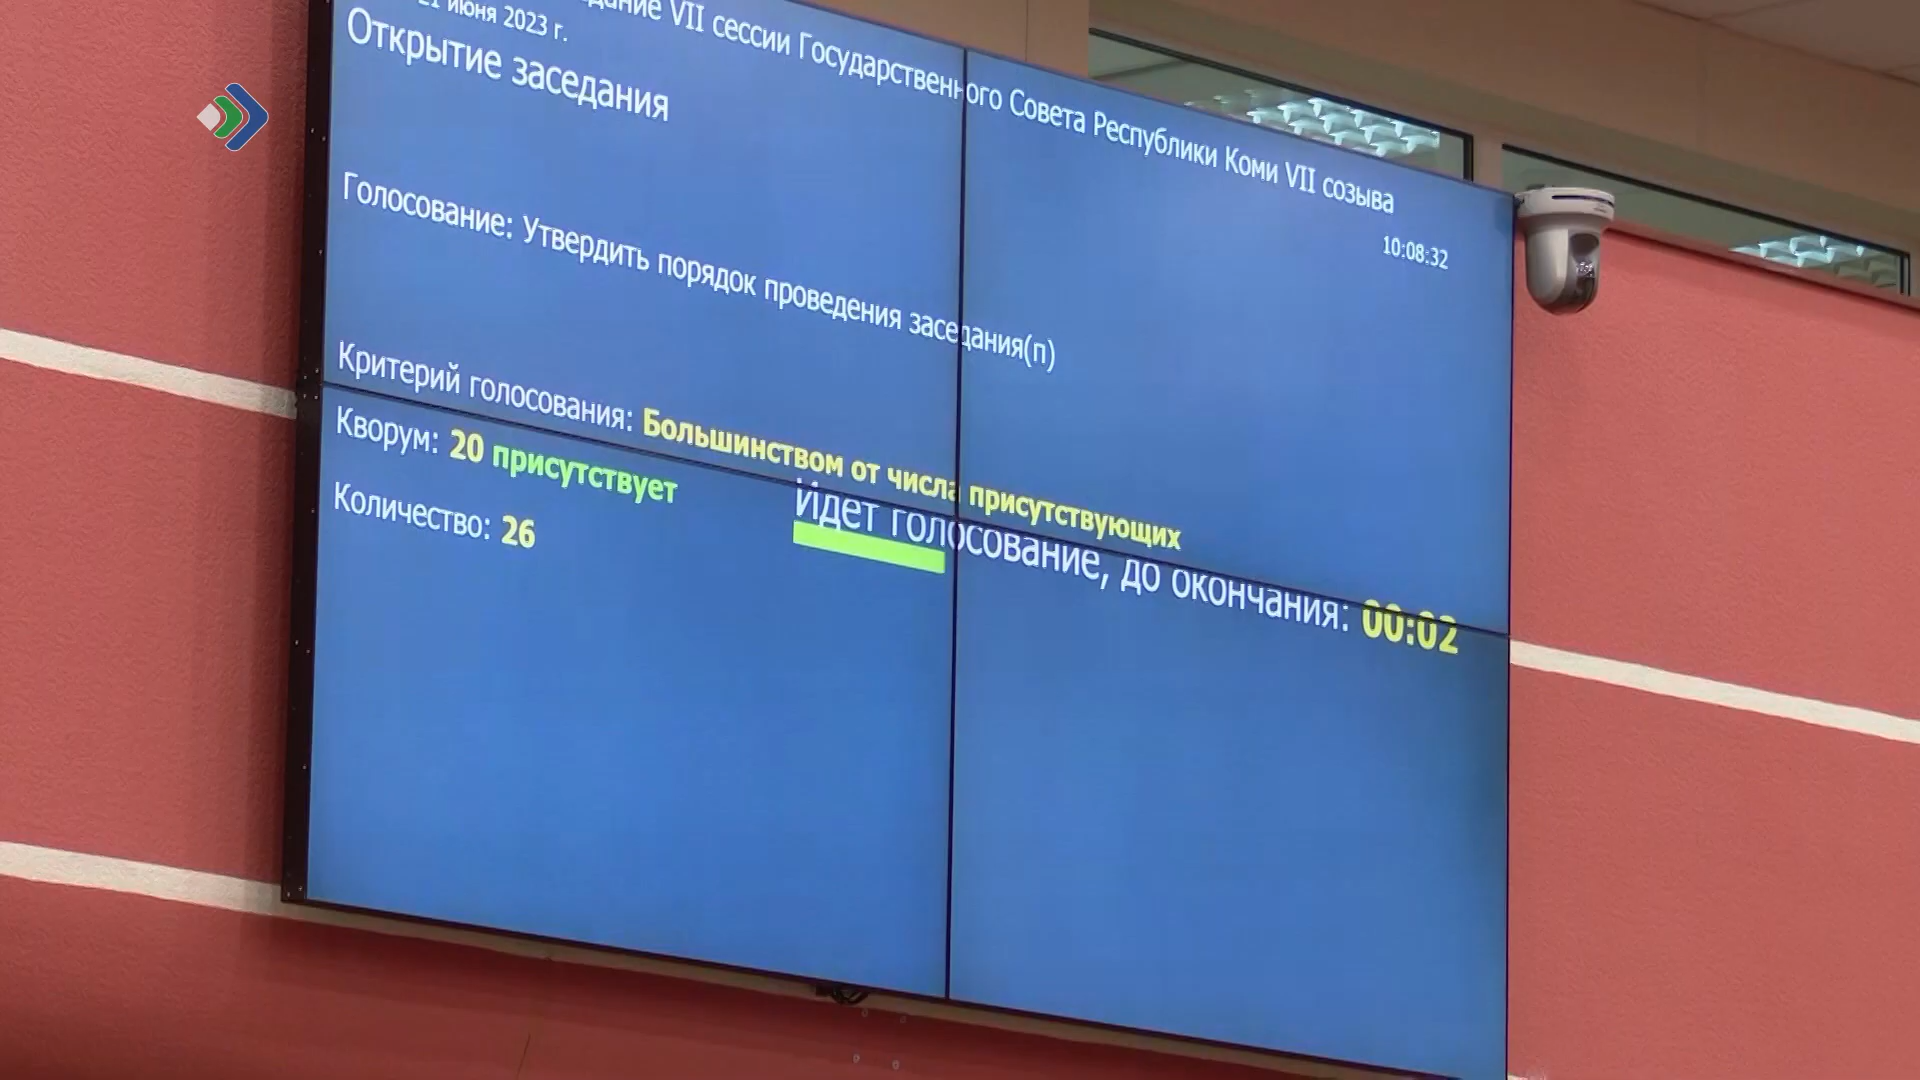 VII сессии Государственного Совета Республики Коми VII созыва
июня 2023 г.
Открытие заседания
10:08:32
Голосование: Утвердить порядок проведения заседания(п)
Критерий голосования: Большинством от числа присутствующих
Кворум: 20 присутствует
Количество: 26
Идет голосование, до окончания: 00:02